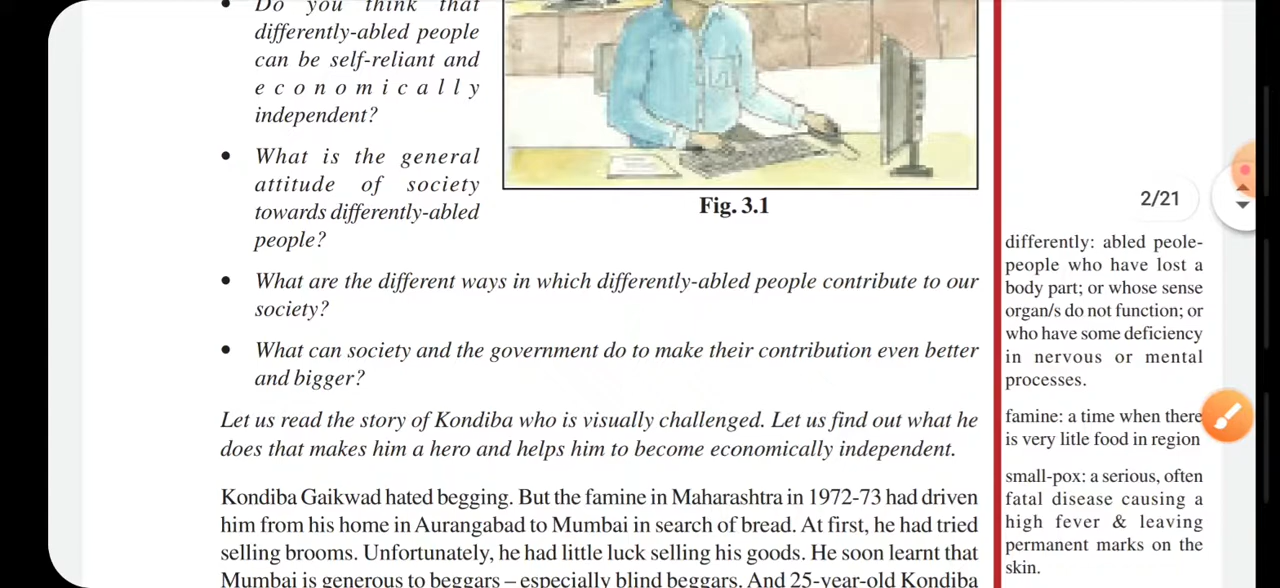 Do you think that
differently-abled people
can be self-reliant and
economically
independent?
What is the general
attitude of society
towards differently-abled
people?
Fig. 3.1
• What are the different ways in which differently-abled people contribute to our
society?
• What can society and the government do to make their contribution even better
and bigger?
Let us read the story of Kondiba who is visually challenged. Let us find out what he
does that makes him a hero and helps him to become economically independent.
Kondiba Gaikwad hated begging. But the famine in Maharashtra in 1972-73 had driven
him from his home in Aurangabad to Mumbai in search of bread. At first, he had tried
selling brooms. Unfortunately, he had little luck selling his goods. He soon learnt that
Mumbai is generous to beggars – especially blind beggars. And 25-year-old Kondiba
2/21
differently: abled peole-
people who have lost a
body part; or whose sense
organ/s do not function; or
who have some deficiency
in nervous or mental
processes.
famine: a time when there
is very litle food in region
small-pox: a serious, often
fatal disease causing a
high fever & leaving
permanent marks on the
skin.